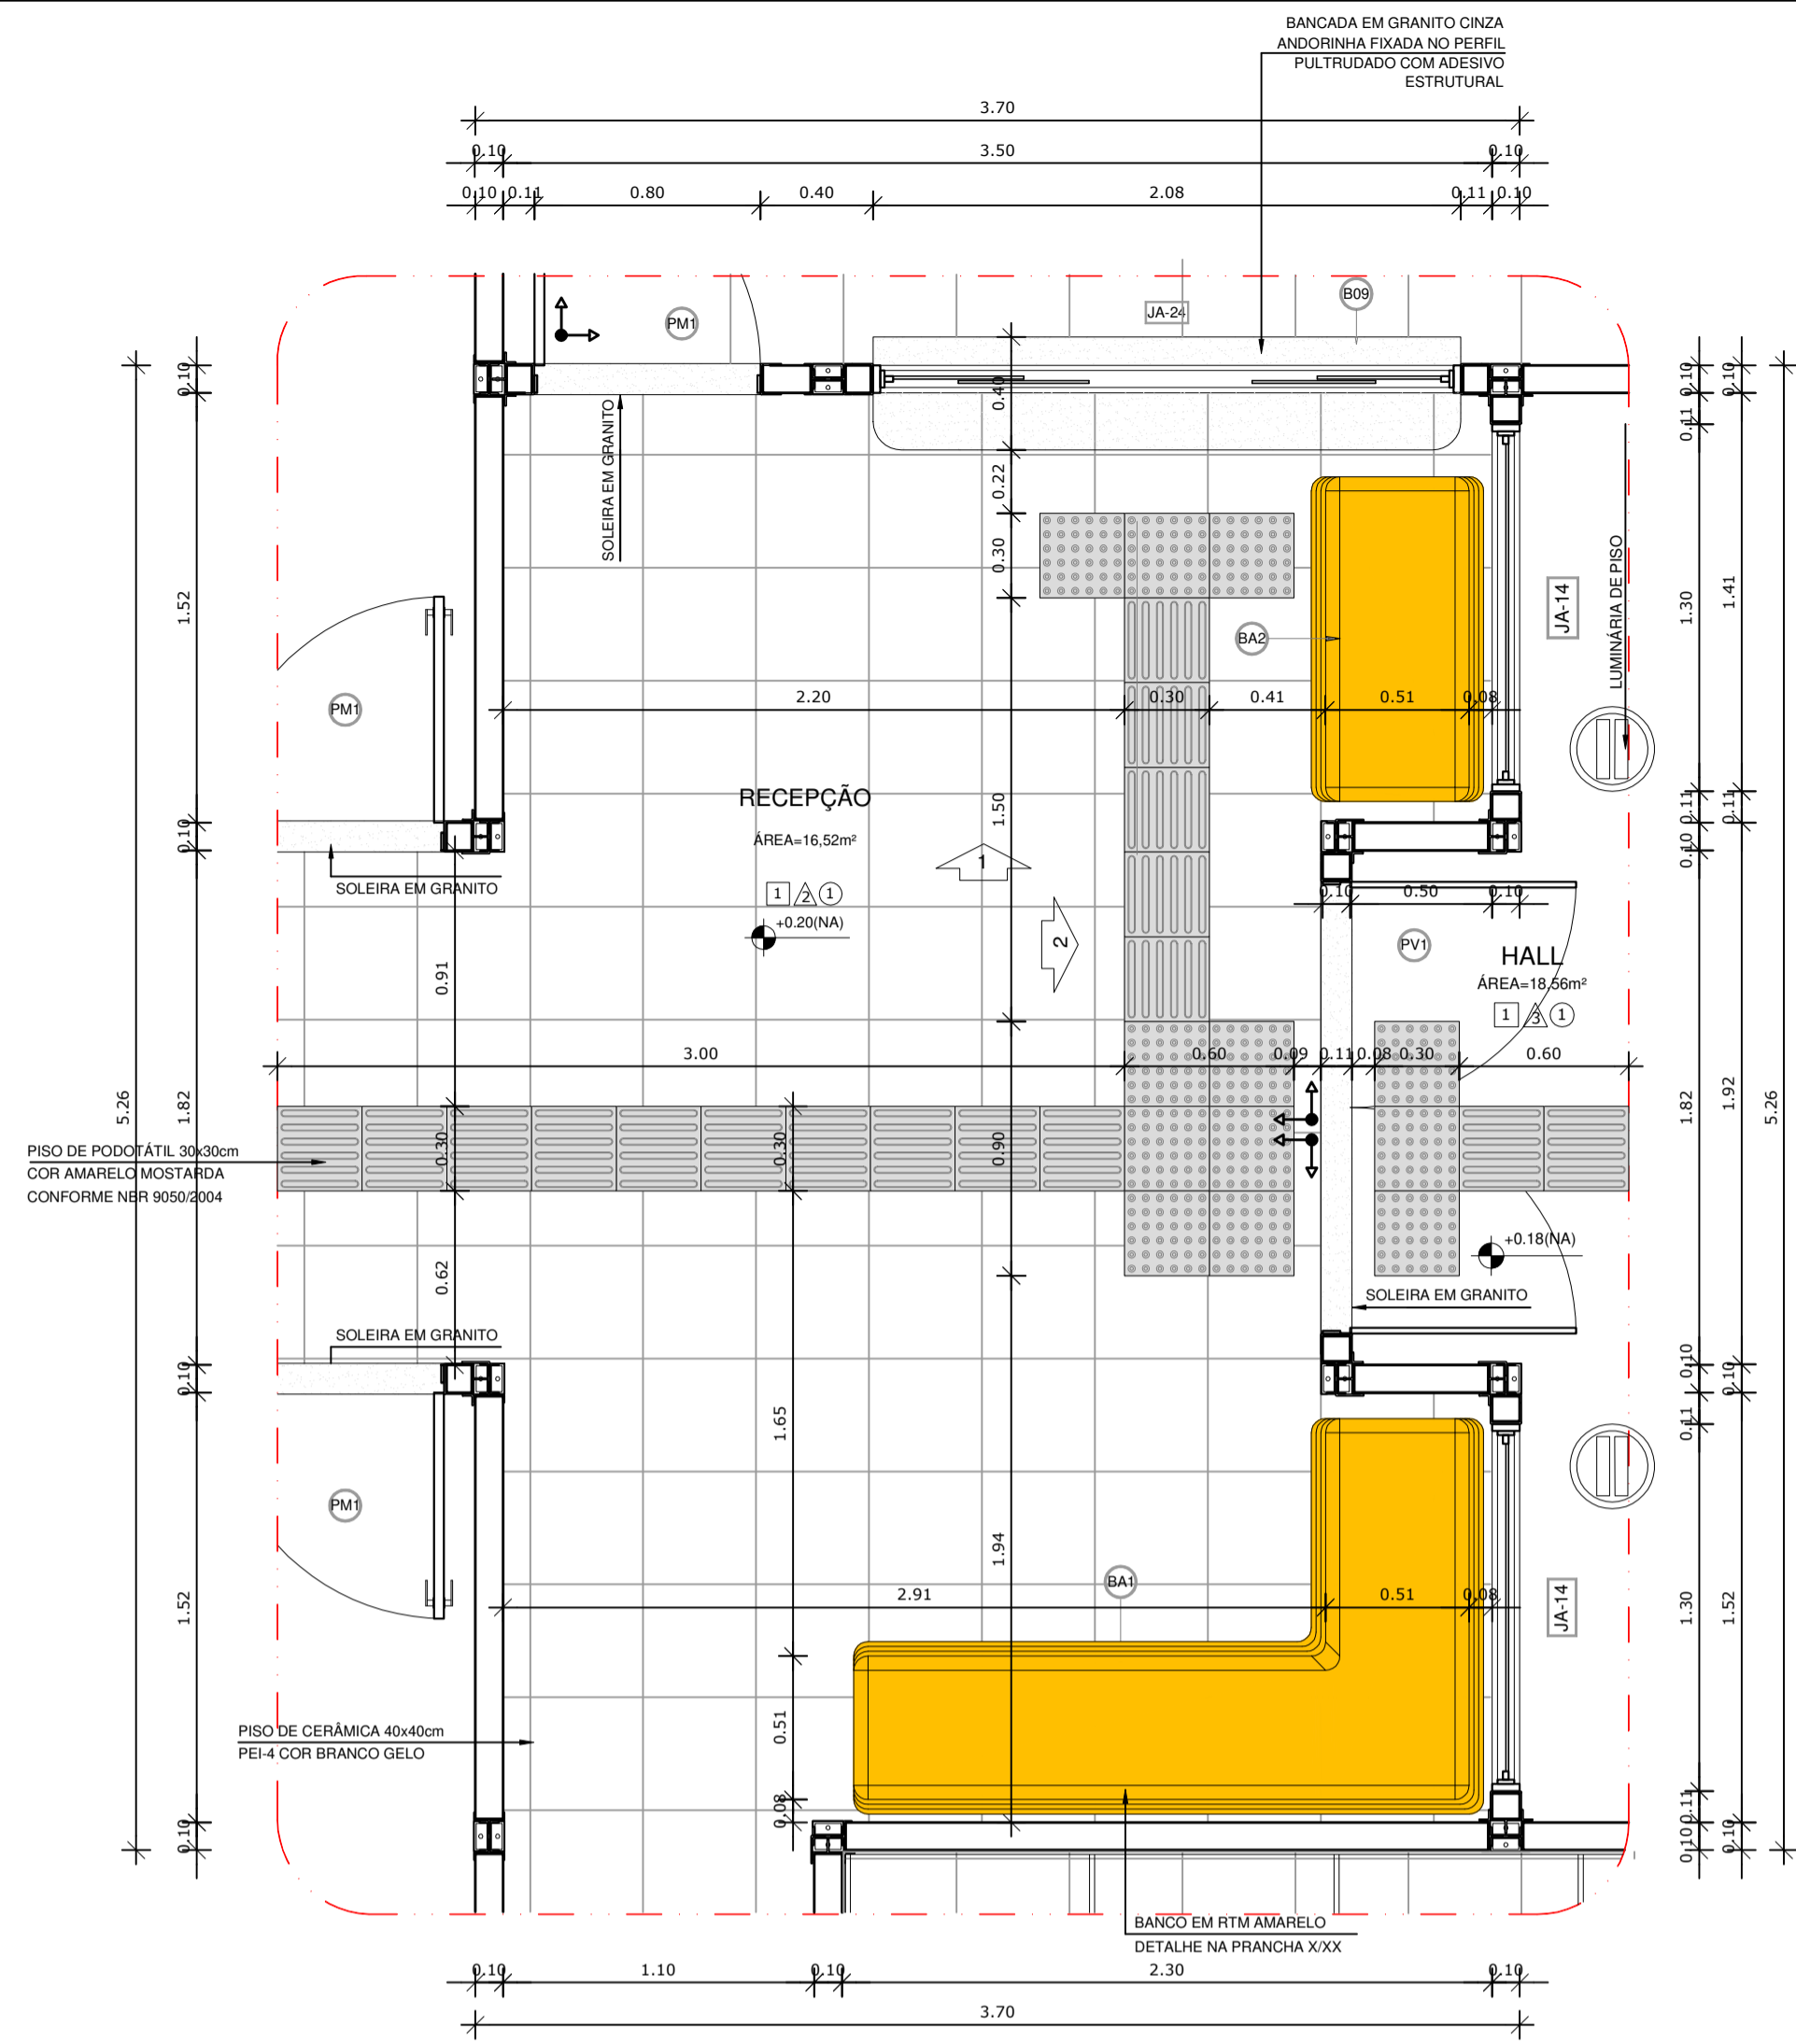 BANCADA EM GRANITO CINZA
ANDORINHA FIXADA NO PERFIL
PULTRUDADO COM ADESIVO
ESTRUTURAL
3.70
0.10 3.50 0.10
0.10 0.11 0.80 0.40 2.08 0.11 0.10
B09
JA-24
PM1
SOLEIRA EM GRANITO
0.40
0.22
0.30
1.50
0.90
1.94
BA2
JA-14
LUMINÁRIA DE PISO
PM1
2.20 0.30 0.41 0.51 0.08
RECEPÇÃO
ÁREA=16,52m²
1 2 1
+0.20(NA)
1
2
SOLEIRA EM GRANITO
0.10 0.50 0.10
PV1
HALL
ÁREA=18,56m²
1 3 1
3.00 0.60 0.09 0.11 0.08 0.30 0.60
0.91
0.30
0.62
0.30
1.65
0.51
0.08
PISO DE PODOTÁTIL 30x30cm
COR AMARELO MOSTARDA
CONFORME NBR 9050/2004
+0.18(NA)
SOLEIRA EM GRANITO
SOLEIRA EM GRANITO
PM1
BA1
2.91 0.51 0.08
JA-14
PISO DE CERÂMICA 40x40cm
PEI-4 COR BRANCO GELO
BANCO EM RTM AMARELO
DETALHE NA PRANCHA X/XX
5.26
0.10
1.52
0.10
1.82
0.10
1.52
0.10
0.10
0.11
1.30
0.11
0.10
1.82
0.10
0.11
1.30
0.11
0.10
0.10
1.41
0.11
1.92
0.10
1.52
0.10
5.26
0.10 1.10 0.10 2.30 0.10
3.70